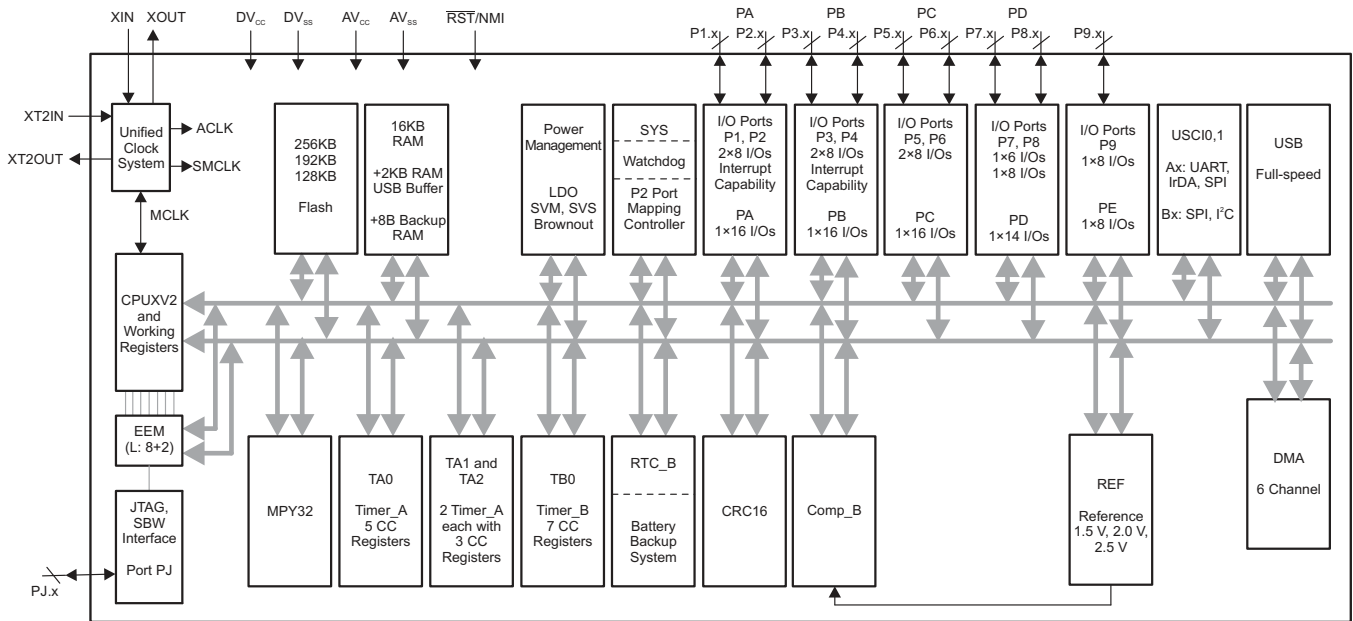 XIN XOUT DVCC DVSS AVCC AVSS RST/NMI
PA PB PC PD
P1.x P2.x P3.x P4.x P5.x P6.x P7.x P8.x P9.x
XT2IN
XT2OUT
Unified
Clock
System
ACLK
SMCLK
MCLK
256KB
192KB
128KB
Flash
16KB
RAM
+2KB RAM
USB Buffer
+8B Backup
RAM
Power
Management
LDO
SVM, SVS
Brownout
SYS
Watchdog
P2 Port
Mapping
Controller
I/O Ports
P1, P2
2×8 I/Os
Interrupt
Capability
PA
1×16 I/Os
I/O Ports
P3, P4
2×8 I/Os
Interrupt
Capability
PB
1×16 I/Os
I/O Ports
P5, P6
2×8 I/Os
PC
1×16 I/Os
I/O Ports
P7, P8
1×6 I/Os
1×8 I/Os
PD
1×14 I/Os
I/O Ports
P9
1×8 I/Os
PE
1×8 I/Os
USCI0,1
Ax: UART,
IrDA, SPI
Bx: SPI, I²C
USB
Full-speed
CPUXV2
and
Working
Registers
EEM
(L: 8+2)
JTAG,
SBW
Interface
Port PJ
PJ.x
MPY32
TA0
Timer_A
5 CC
Registers
TA1 and
TA2
2 Timer_A
each with
3 CC
Registers
TB0
Timer_B
7 CC
Registers
RTC_B
Battery
Backup
System
CRC16
Comp_B
REF
Reference
1.5 V, 2.0 V,
2.5 V
DMA
6 Channel